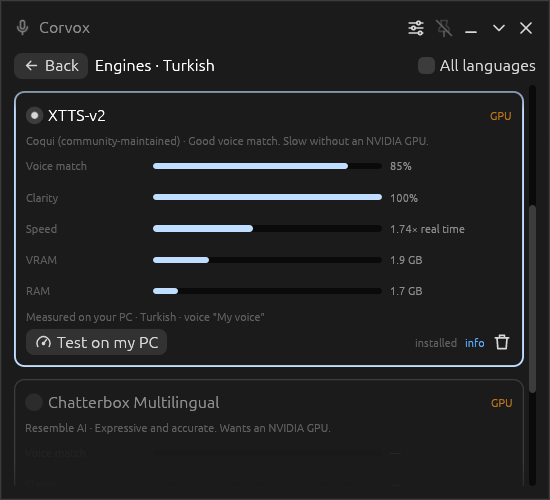 Corvox
Back Engines · Turkish All languages
XTTS-v2 GPU
Coqui (community-maintained) · Good voice match. Slow without an NVIDIA GPU.
Voice match 85%
Clarity 100%
Speed 1.74× real time
VRAM 1.9 GB
RAM 1.7 GB
Measured on your PC · Turkish · voice "My voice"
Test on my PC installed info
Chatterbox Multilingual GPU
Resemble AI · Expressive and accurate. Wants an NVIDIA GPU.
Voice match —